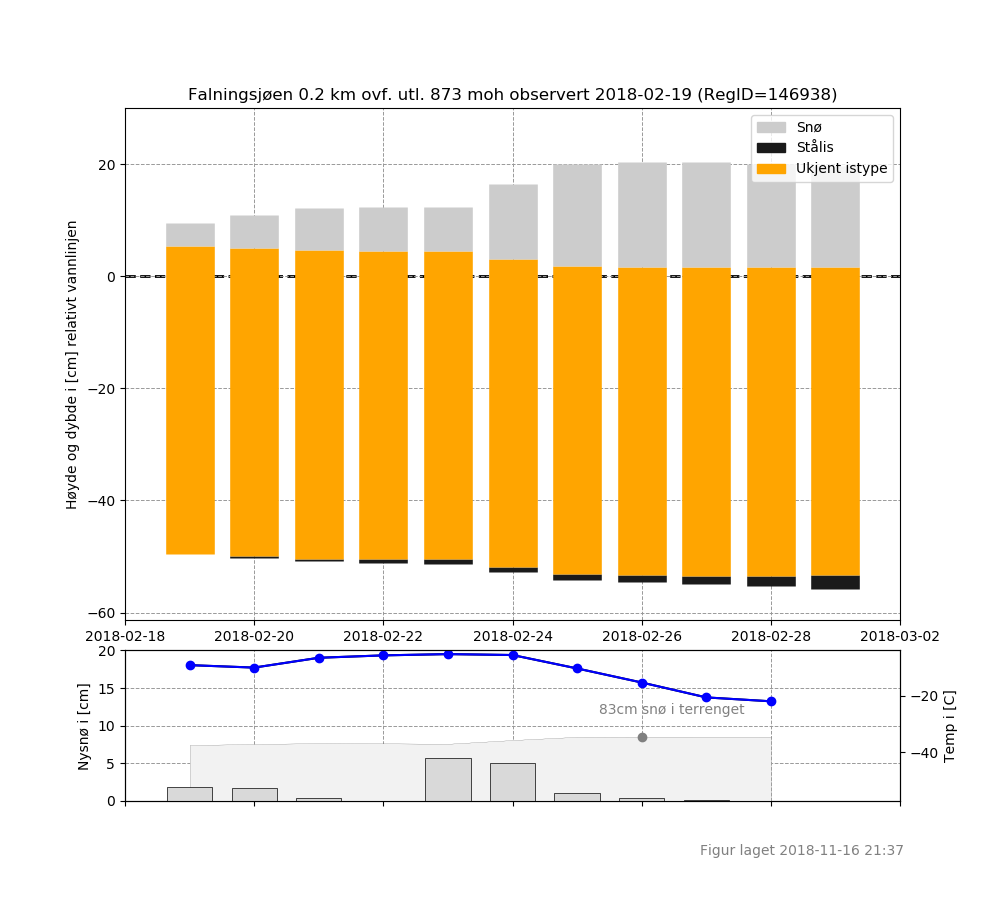 Falningsjøen 0.2 km ovf. utl. 873 moh observert 2018-02-19 (RegID=146938)
Snø
Stålis
Ukjent istype
Høyde og dybde i [cm] relativt vannlinjen
20
0
−20
−40
−60
2018-02-18 2018-02-20 2018-02-22 2018-02-24 2018-02-26 2018-02-28 2018-03-02
Nysnø i [cm]
20
15
10
5
0
83cm snø i terrenget
−20
−40
Temp i [C]
Figur laget 2018-11-16 21:37